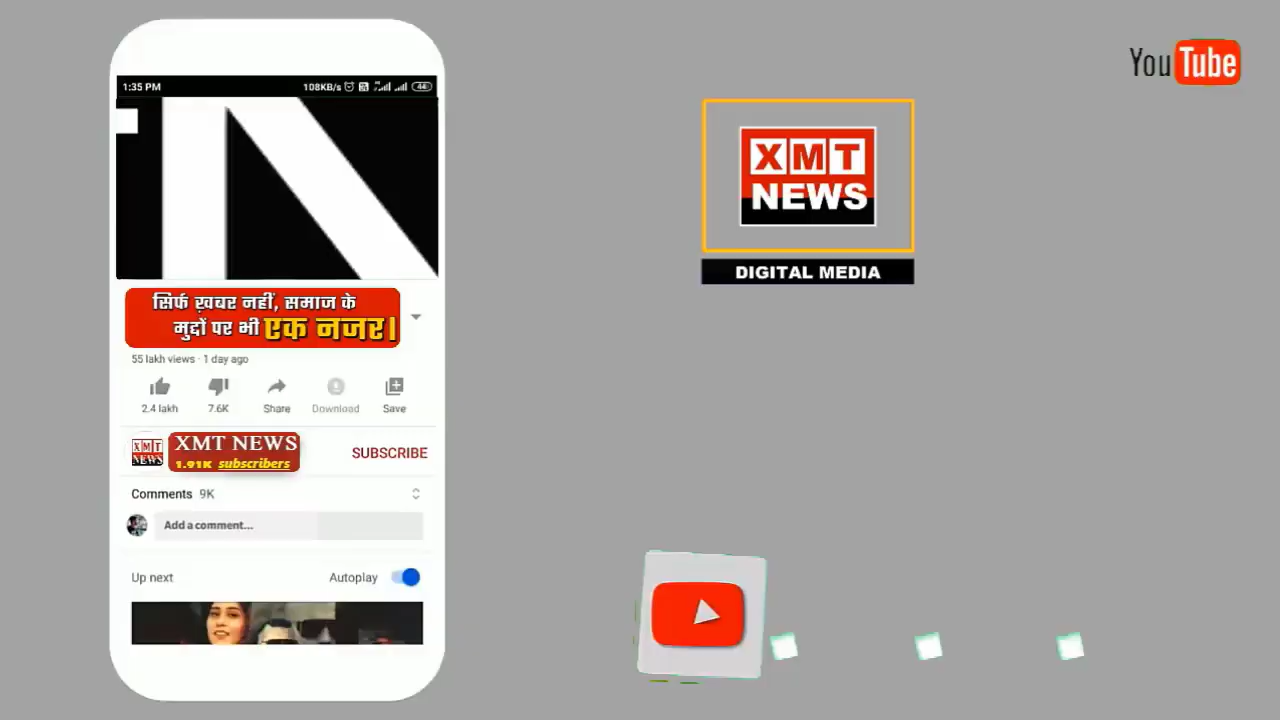 1:35 PM
108KB/s
44
सिर्फ ख़बर नहीं, समाज के
मुद्दों पर भी एक नजर।
55 lakh views · 1 day ago
2.4 lakh
7.6K
Share
Download
Save
XMT
NEWS
XMT NEWS
1.91K subscribers
SUBSCRIBE
Comments 9K
Add a comment...
Up next
Autoplay
YouTube
XMT
NEWS
DIGITAL MEDIA